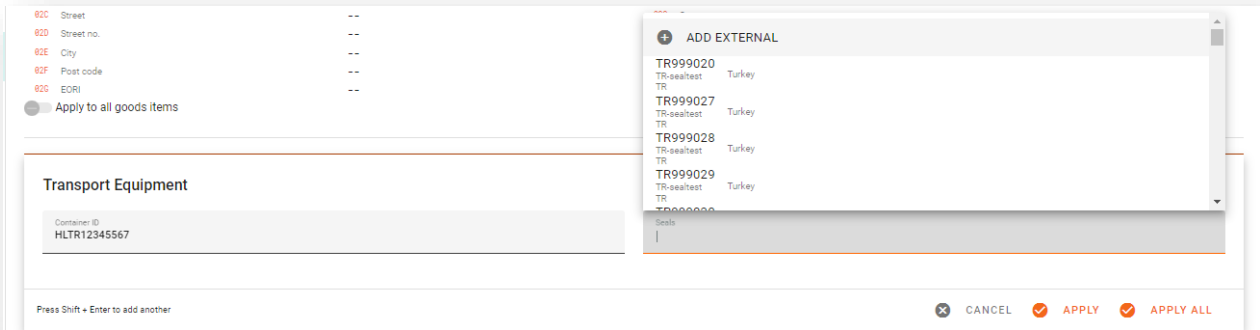 02C Street --
02D Street no. --
02E City --
02F Post code --
02G EORI --
Apply to all goods items
ADD EXTERNAL
TR999020
TR-sealtest Turkey
TR
TR999027
TR-sealtest Turkey
TR
TR999028
TR-sealtest Turkey
TR
TR999029
TR-sealtest Turkey
TR
Transport Equipment
Container ID
HLTR12345567
Seals
Press Shift + Enter to add another
CANCEL APPLY APPLY ALL